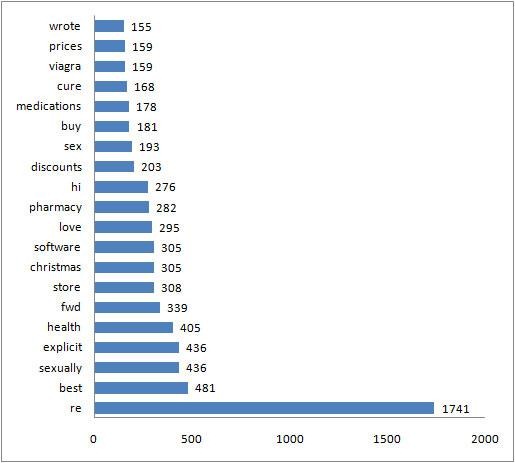 wrote 155
prices 159
viagra 159
cure 168
medications 178
buy 181
sex 193
discounts 203
hi 276
pharmacy 282
love 295
software 305
christmas 305
store 308
fwd 339
health 405
explicit 436
sexually 436
best 481
re 1741
0 500 1000 1500 2000